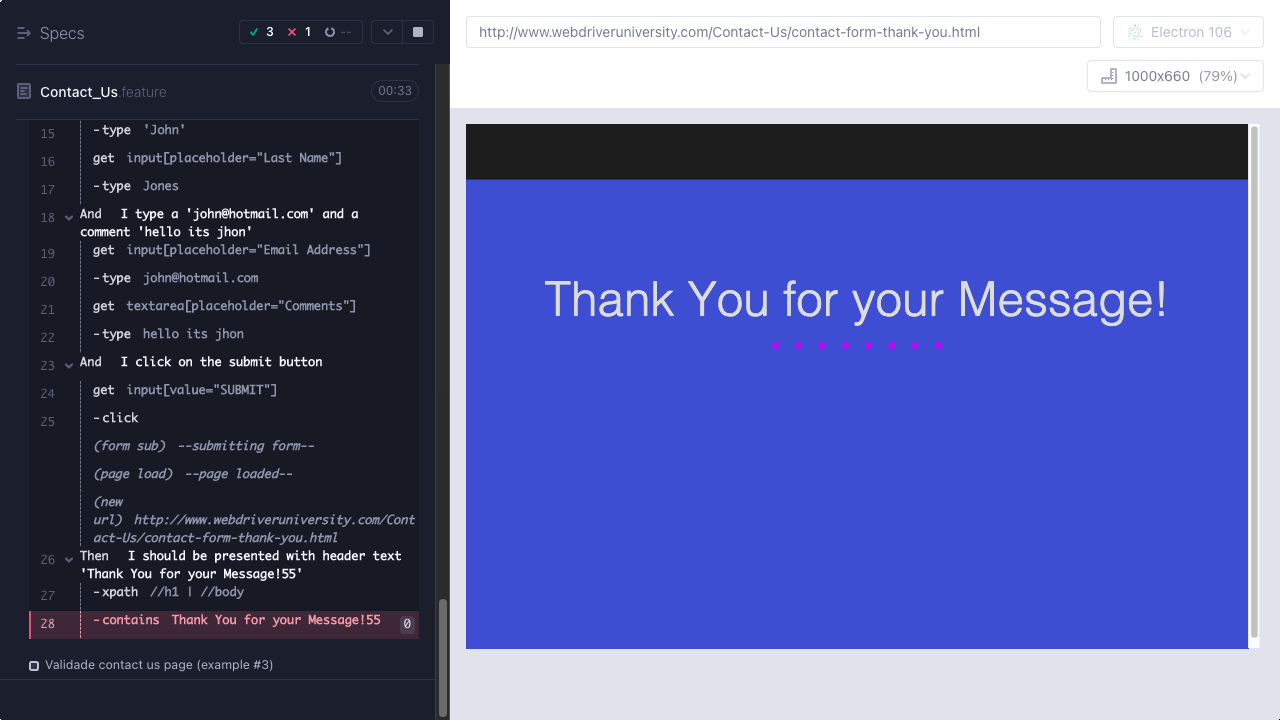 Specs
3 1 --
Contact_Us.feature 00:33
15 -type 'John'
16 get input[placeholder="Last Name"]
17 -type Jones
18 And I type a 'john@hotmail.com' and a
comment 'hello its jhon'
19 get input[placeholder="Email Address"]
20 -type john@hotmail.com
21 get textarea[placeholder="Comments"]
22 -type hello its jhon
23 And I click on the submit button
24 get input[value="SUBMIT"]
25 -click
(form sub) --submitting form--
(page load) --page loaded--
(new
url) http://www.webdriveruniversity.com/Cont
act-Us/contact-form-thank-you.html
26 Then I should be presented with header text
'Thank You for your Message!55'
27 -xpath //h1 | //body
28 -contains Thank You for your Message!55 0
Validade contact us page (example #3)
http://www.webdriveruniversity.com/Contact-Us/contact-form-thank-you.html
Electron 106
1000x660 (79%)
Thank You for your Message!